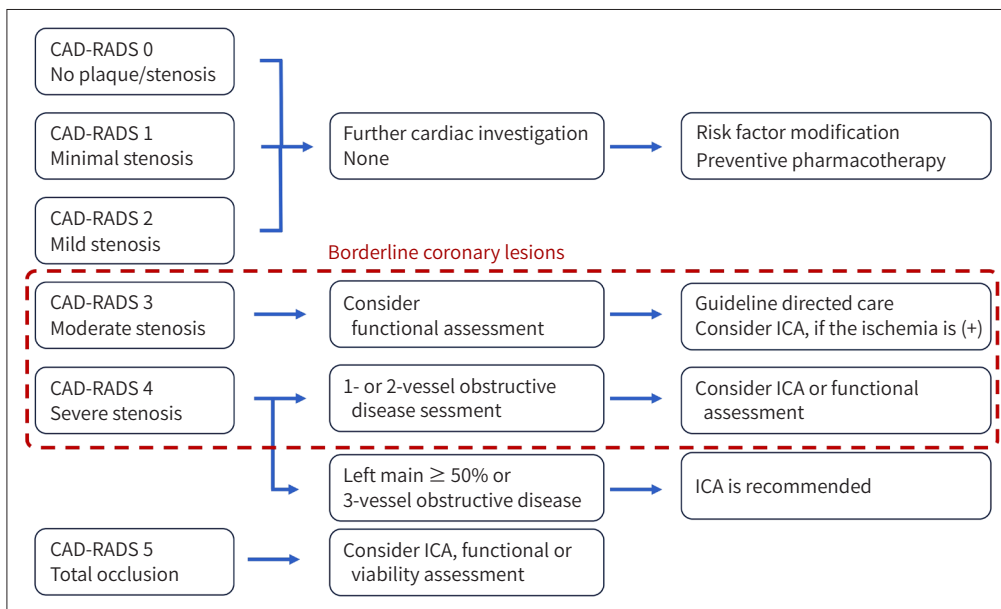 CAD-RADS 0
No plaque/stenosis
CAD-RADS 1
Minimal stenosis
Further cardiac investigation
None
Risk factor modification
Preventive pharmacotherapy
CAD-RADS 2
Mild stenosis
Borderline coronary lesions
CAD-RADS 3
Moderate stenosis
Consider
functional assessment
Guideline directed care
Consider ICA, if the ischemia is (+)
CAD-RADS 4
Severe stenosis
1- or 2-vessel obstructive
disease sessment
Consider ICA or functional
assessment
Left main ≥ 50% or
3-vessel obstructive disease
ICA is recommended
CAD-RADS 5
Total occlusion
Consider ICA, functional or
viability assessment